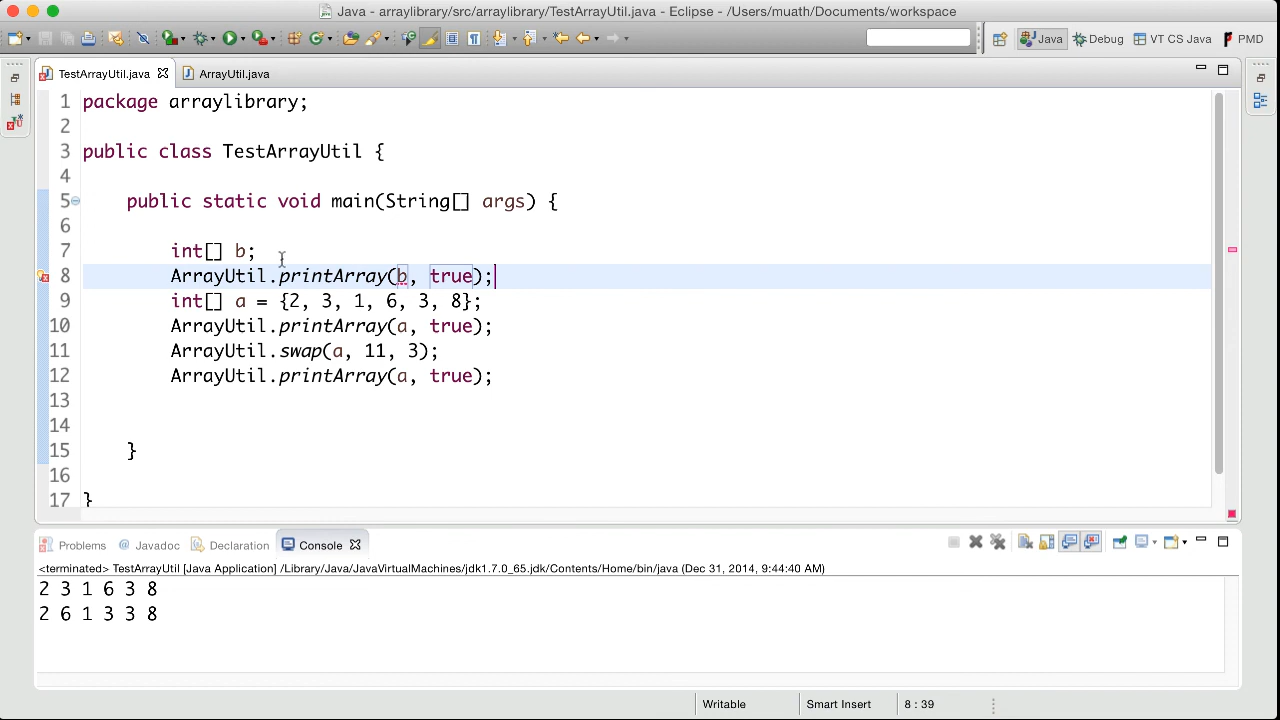 Java - arraylibrary/src/arraylibrary/TestArrayUtil.java - Eclipse - /Users/muath/Documents/workspace
Java Debug VT CS Java PMD
TestArrayUtil.java ArrayUtil.java
1 package arraylibrary;
2
3 public class TestArrayUtil {
4
5 public static void main(String[] args) {
6
7 int[] b;
8 ArrayUtil.printArray(b, true);
9 int[] a = {2, 3, 1, 6, 3, 8};
10 ArrayUtil.printArray(a, true);
11 ArrayUtil.swap(a, 11, 3);
12 ArrayUtil.printArray(a, true);
13
14
15 }
16
17 }
Problems @ Javadoc Declaration Console
<terminated> TestArrayUtil [Java Application] /Library/Java/JavaVirtualMachines/jdk1.7.0_65.jdk/Contents/Home/bin/java (Dec 31, 2014, 9:44:40 AM)
2 3 1 6 3 8
2 6 1 3 3 8
Writable Smart Insert 8 : 39